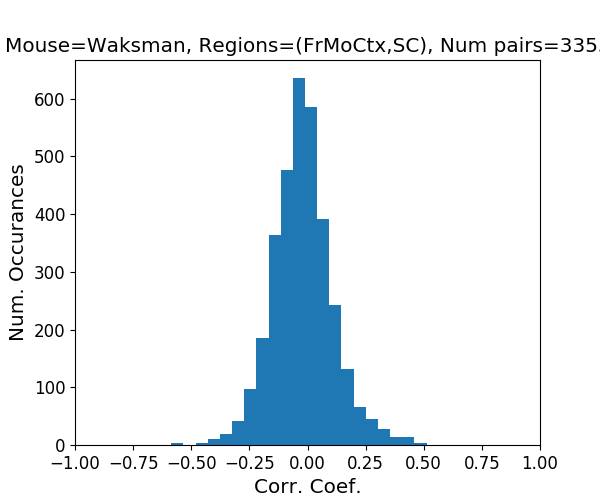 Mouse=Waksman, Regions=(FrMoCtx,SC), Num pairs=335.
Num. Occurances
600
500
400
300
200
100
0
−1.00 −0.75 −0.50 −0.25 0.00 0.25 0.50 0.75 1.00
Corr. Coef.